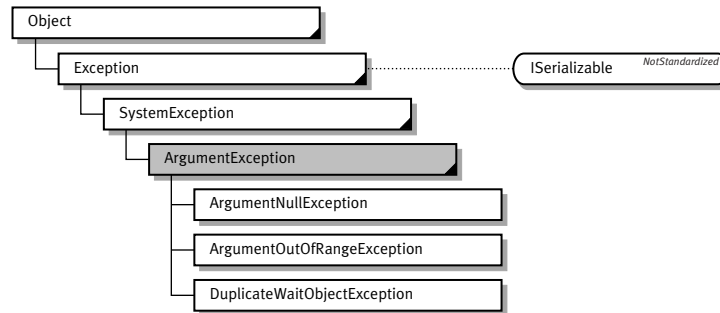 Object
Exception
ISerializable NotStandardized
SystemException
ArgumentException
ArgumentNullException
ArgumentOutOfRangeException
DuplicateWaitObjectException